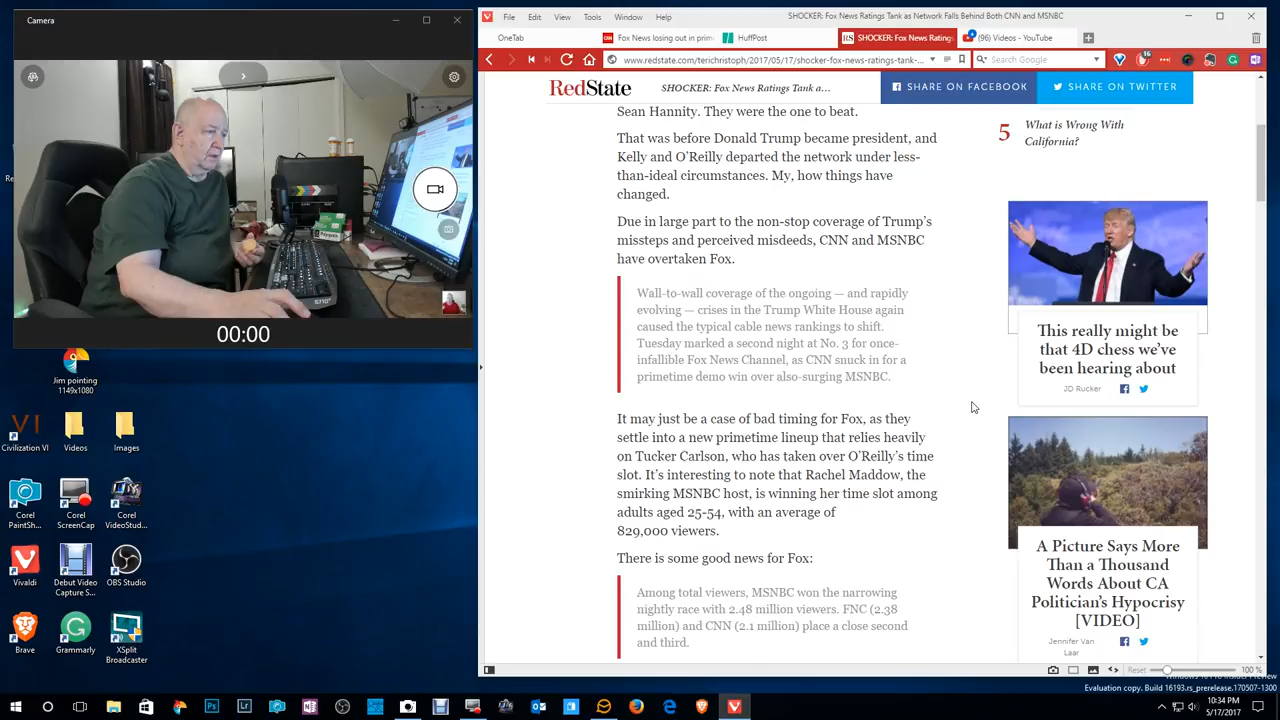 Camera
00:00
Jim pointing
1149x1080
Civilization VI
Videos
Images
Corel
PaintSh...
Corel
ScreenCap
Corel
VideoStud...
Vivaldi
Debut Video
Capture S...
OBS Studio
Brave
Grammarly
XSplit
Broadcaster
File Edit View Tools Window Help
SHOCKER: Fox News Ratings Tank as Network Falls Behind Both CNN and MSNBC
OneTab
Fox News losing out in prim
HuffPost
SHOCKER: Fox News Rating
(96) Videos - YouTube
www.redstate.com/terichristoph/2017/05/17/shocker-fox-news-ratings-tank-...
Search Google
16
RedState
SHOCKER: Fox News Ratings Tank a...
SHARE ON FACEBOOK
SHARE ON TWITTER
Sean Hannity. They were the one to beat.
That was before Donald Trump became president, and
Kelly and O’Reilly departed the network under less-
than-ideal circumstances. My, how things have
changed.
Due in large part to the non-stop coverage of Trump’s
missteps and perceived misdeeds, CNN and MSNBC
have overtaken Fox.
Wall-to-wall coverage of the ongoing — and rapidly
evolving — crises in the Trump White House again
caused the typical cable news rankings to shift.
Tuesday marked a second night at No. 3 for once-
infallible Fox News Channel, as CNN snuck in for a
primetime demo win over also-surging MSNBC.
It may just be a case of bad timing for Fox, as they
settle into a new primetime lineup that relies heavily
on Tucker Carlson, who has taken over O’Reilly’s time
slot. It’s interesting to note that Rachel Maddow, the
smirking MSNBC host, is winning her time slot among
adults aged 25-54, with an average of
829,000 viewers.
There is some good news for Fox:
Among total viewers, MSNBC won the narrowing
nightly race with 2.48 million viewers. FNC (2.38
million) and CNN (2.1 million) place a close second
and third.
5
What is Wrong With
California?
This really might be
that 4D chess we’ve
been hearing about
JD Rucker
A Picture Says More
Than a Thousand
Words About CA
Politician’s Hypocrisy
[VIDEO]
Jennifer Van
Laar
Reset
100 %
Evaluation copy. Build 16193.rs_prerelease.170507-1300
10:34 PM
5/17/2017